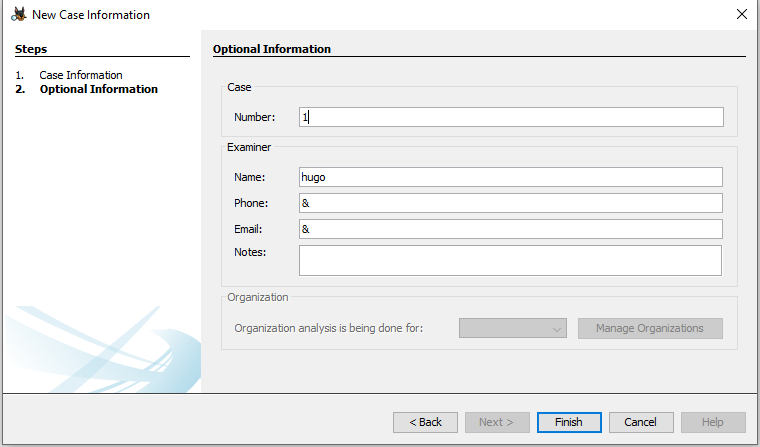 New Case Information
Steps
1. Case Information
2. Optional Information
Optional Information
Case
Number: 1
Examiner
Name: hugo
Phone: &
Email: &
Notes:
Organization
Organization analysis is being done for:
Manage Organizations
< Back
Next >
Finish
Cancel
Help